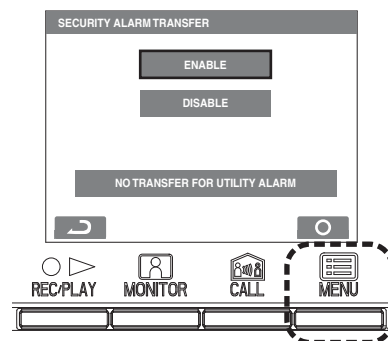 SECURITY ALARM TRANSFER
ENABLE
DISABLE
NO TRANSFER FOR UTILITY ALARM
REC/PLAY MONITOR CALL MENU